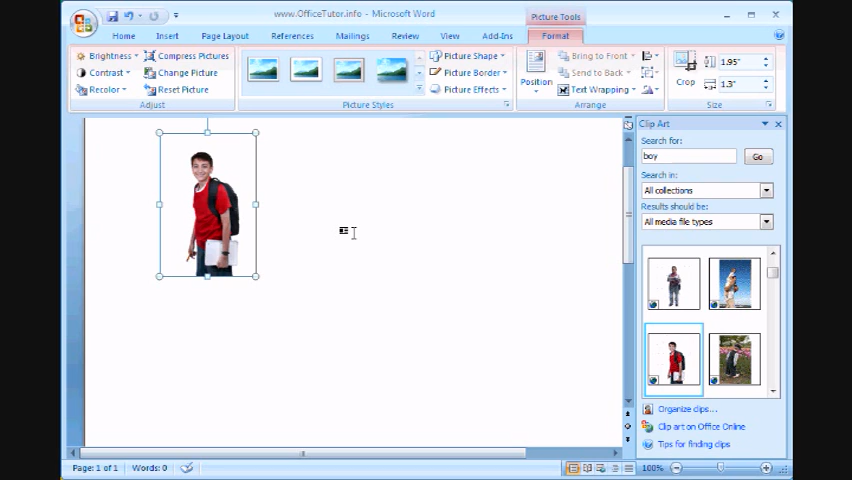 www.OfficeTutor.info - Microsoft Word
Picture Tools
Home Insert Page Layout References Mailings Review View Add-Ins Format
Brightness
Contrast
Recolor
Compress Pictures
Change Picture
Reset Picture
Adjust
Picture Styles
Picture Shape
Picture Border
Picture Effects
Position
Bring to Front
Send to Back
Text Wrapping
Arrange
Crop
1.95"
1.3"
Size
Clip Art
Search for:
boy
Go
Search in:
All collections
Results should be:
All media file types
Organize clips...
Clip art on Office Online
Tips for finding clips
Page: 1 of 1 Words: 0 100%